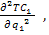 ∂²TC₁/∂q₁² ,